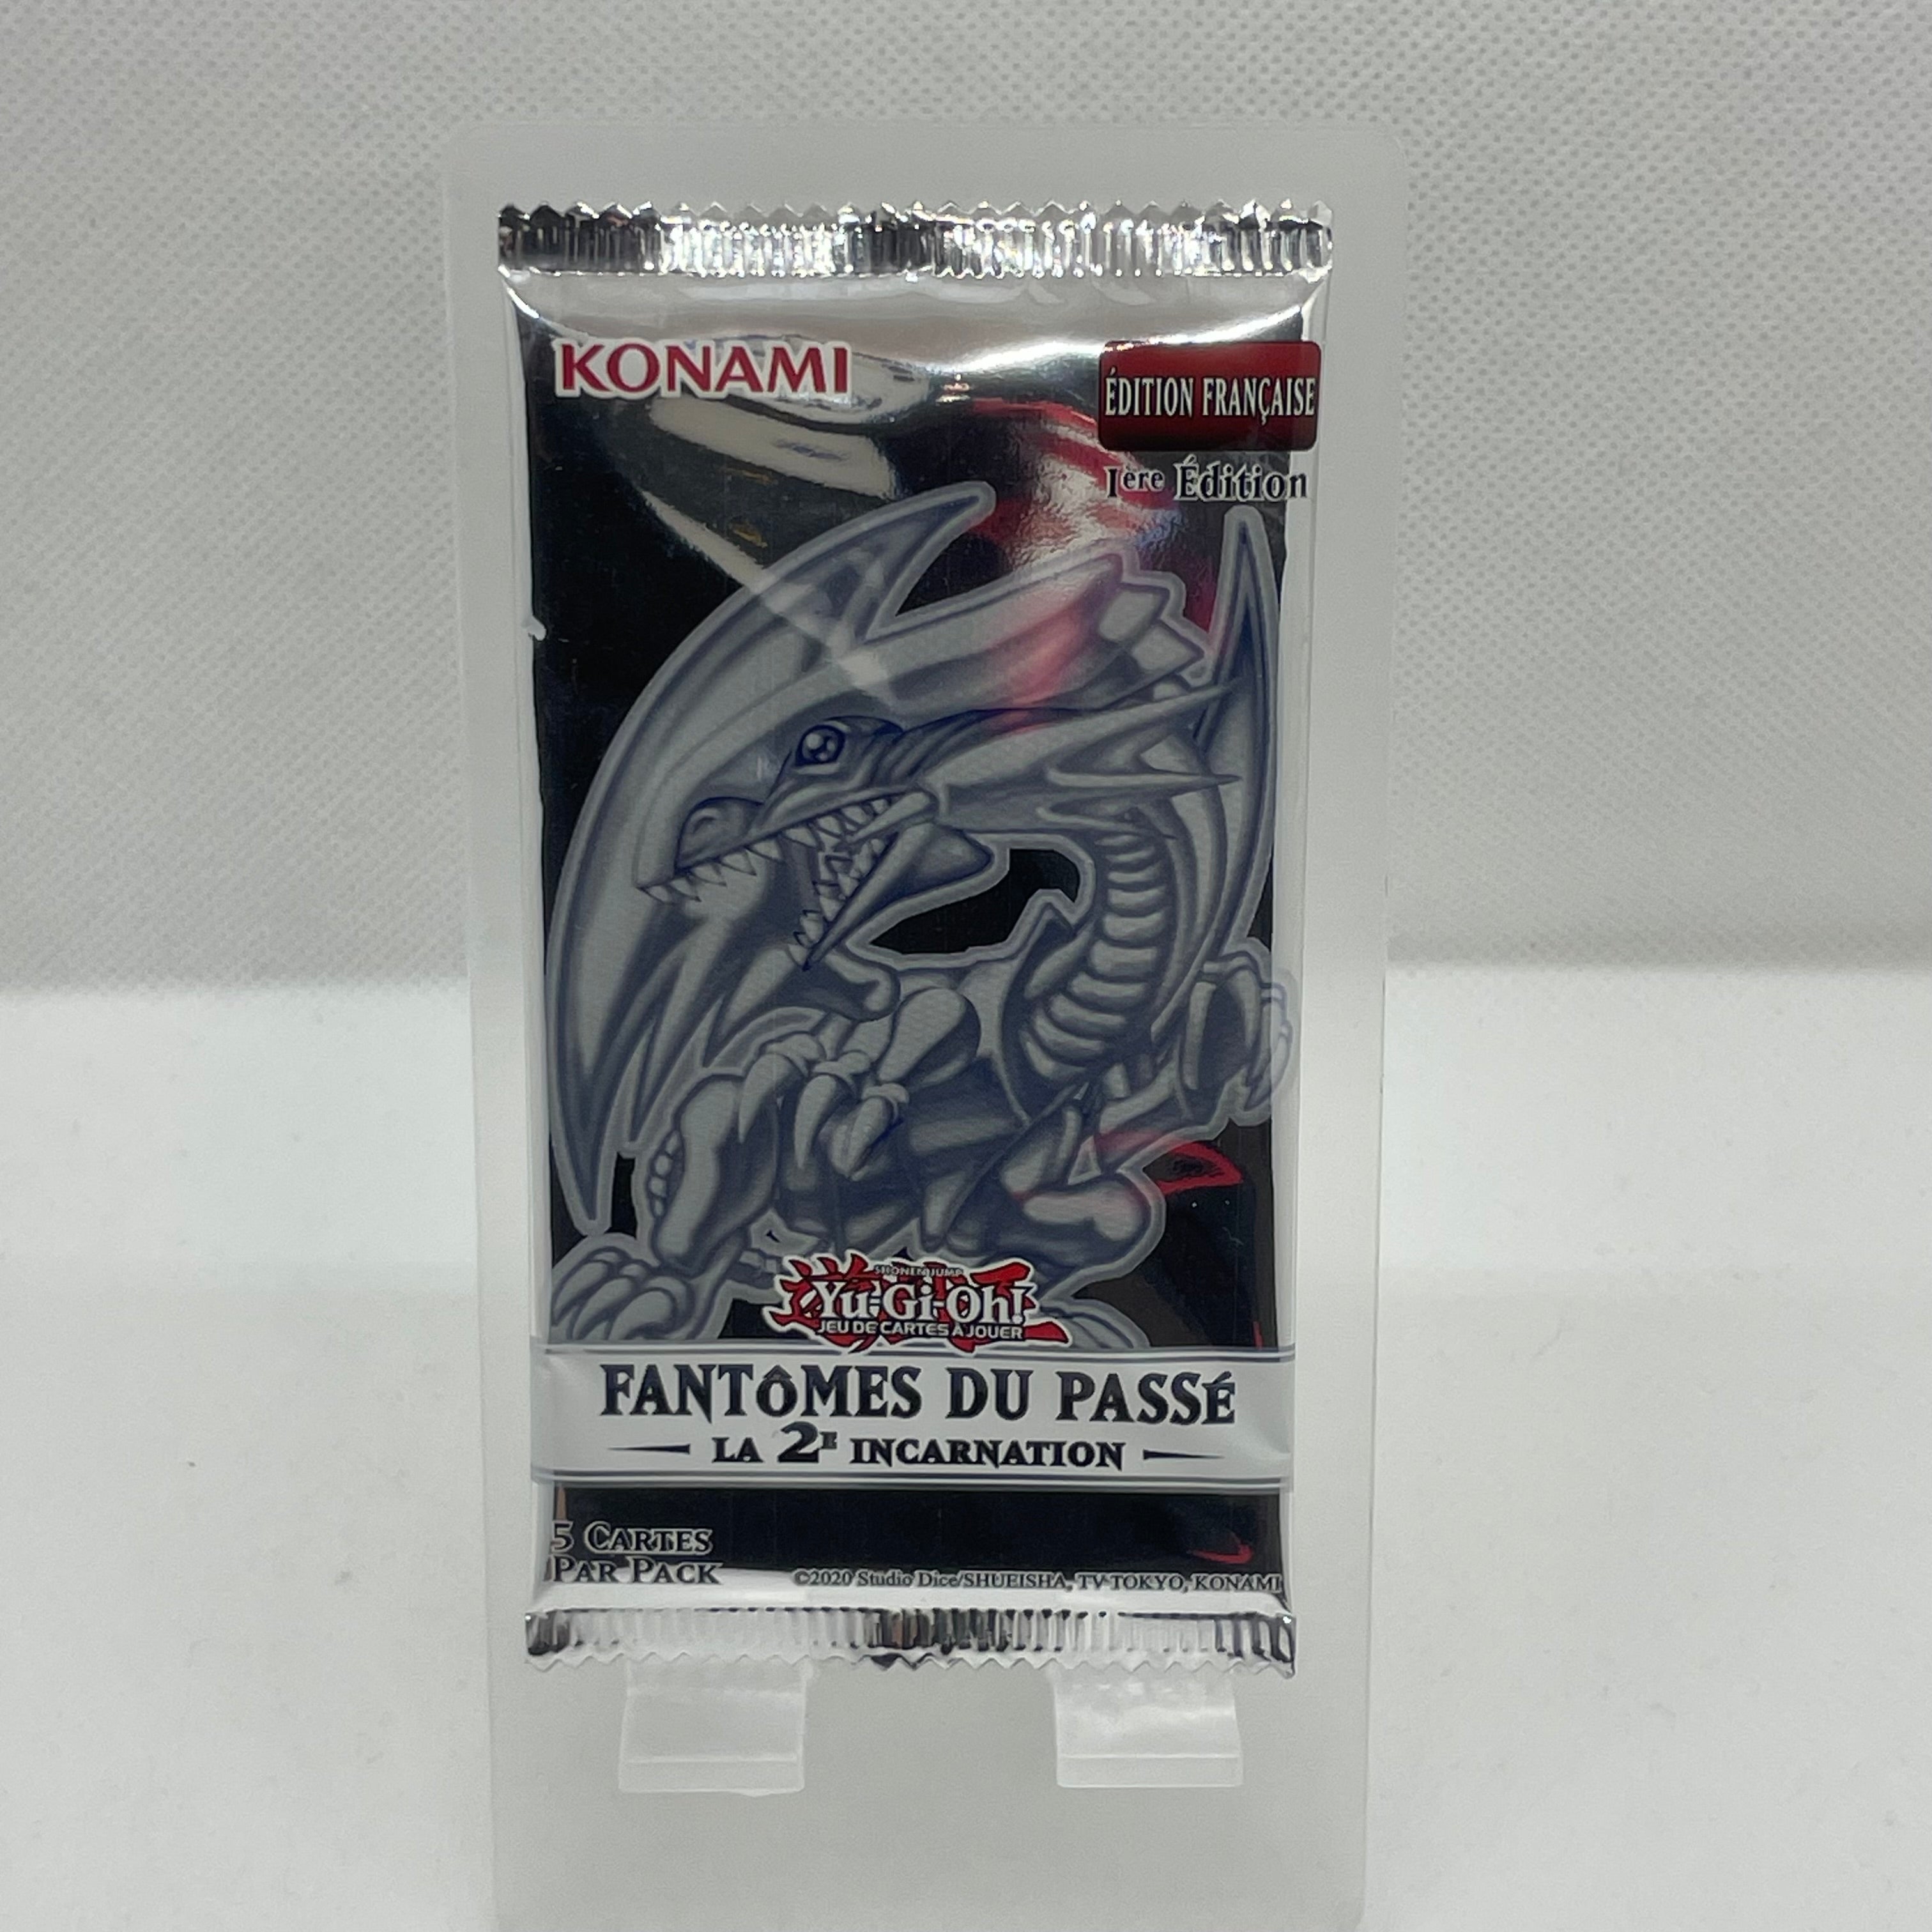 KONAMI
ÉDITION FRANÇAISE
1ère Édition
SHONEN JUMP
Yu-Gi-Oh!
JEU DE CARTES À JOUER
FANTÔMES DU PASSÉ
LA 2E INCARNATION
5 CARTES
PAR PACK
©2020 Studio Dice/SHUEISHA, TV TOKYO, KONAMI